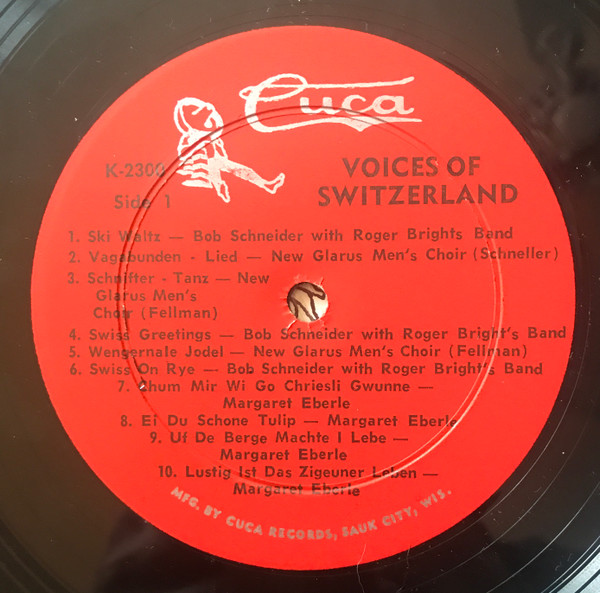 Cuca
K-2300
Side 1
VOICES OF
SWITZERLAND
1. Ski Waltz — Bob Schneider with Roger Brights Band
2. Vagabunden - Lied — New Glarus Men's Choir (Schneller)
3. Schnifter - Tanz — New
Glarus Men's
Choir (Fellman)
4. Swiss Greetings — Bob Schneider with Roger Bright's Band
5. Wengernale Jodel — New Glarus Men's Choir (Fellman)
6. Swiss On Rye — Bob Schneider with Roger Bright's Band
7. Chum Mir Wi Go Chriesli Gwunne —
Margaret Eberle
8. Ei Du Schone Tulip — Margaret Eberle
9. Uf De Berge Machte I Lebe —
Margaret Eberle
10. Lustig Ist Das Zigeuner Leben —
Margaret Eberle
MFG. BY CUCA RECORDS, SAUK CITY, WIS.